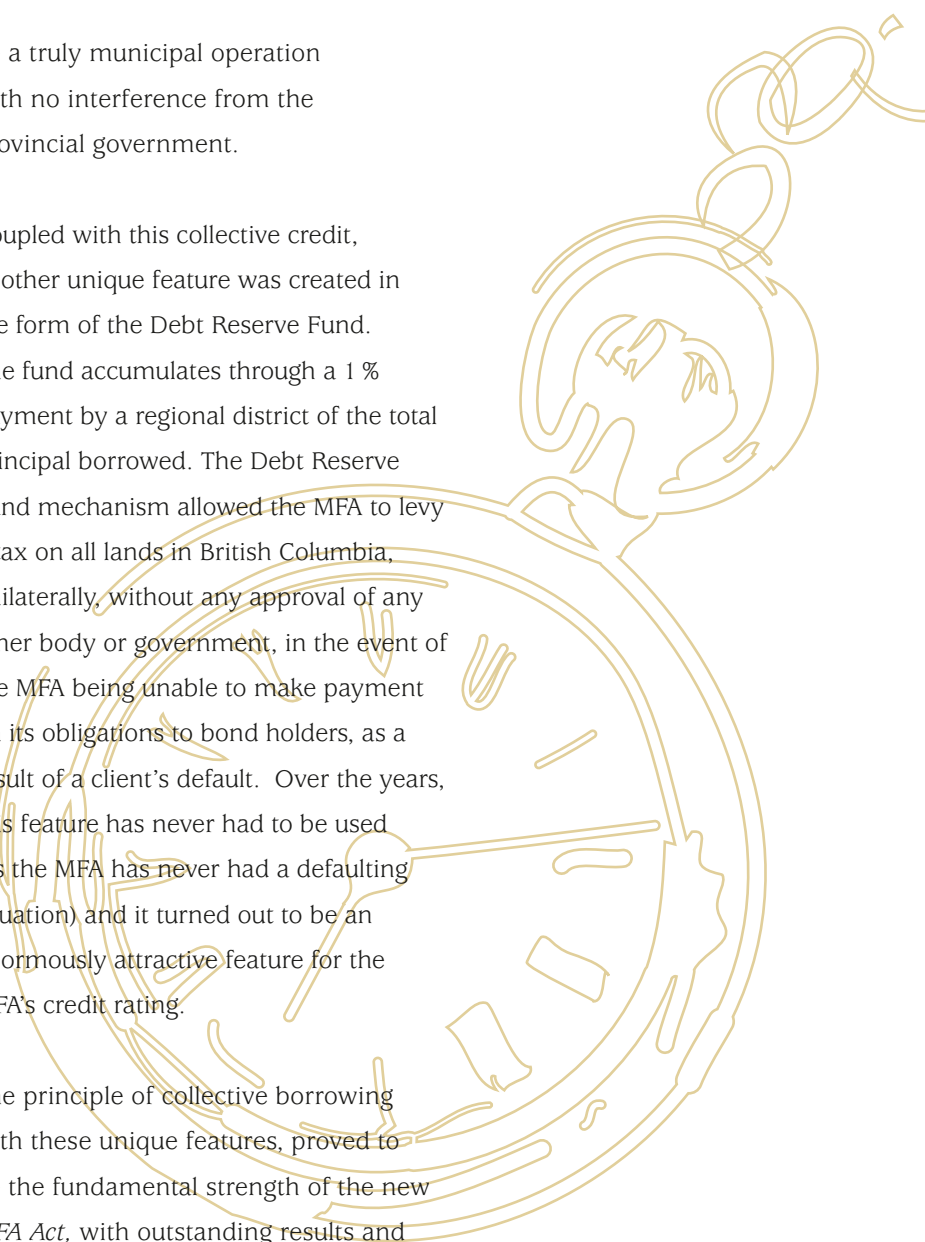 a truly municipal operation
th no interference from the
ovincial government.
oupled with this collective credit,
other unique feature was created in
e form of the Debt Reserve Fund.
e fund accumulates through a 1 %
yment by a regional district of the total
incipal borrowed. The Debt Reserve
und mechanism allowed the MFA to levy
tax on all lands in British Columbia,
ilaterally, without any approval of any
her body or government, in the event of
e MFA being unable to make payment
its obligations to bond holders, as a
sult of a client’s default.  Over the years,
s feature has never had to be used
s the MFA has never had a defaulting
uation) and it turned out to be an
ormously attractive feature for the
FA’s credit rating.
e principle of collective borrowing
th these unique features, proved to
the fundamental strength of the new
FA Act, with outstanding results and